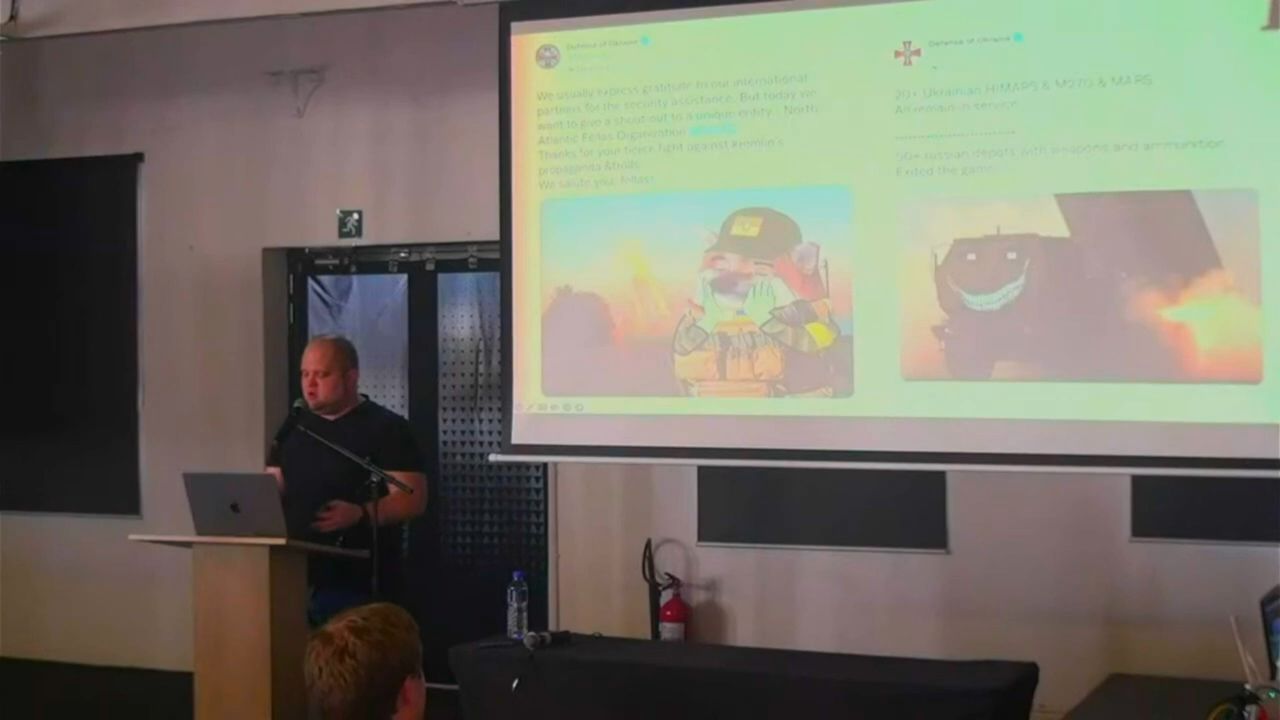 Defense of Ukraine
We usually express gratitude to our international
partners for the security assistance. But today we
want to give a shout-out to a unique entity - North
Atlantic Fellas Organization
Thanks for your fierce fight against kremlin's
propaganda &trolls.
We salute you, fellas!
Defense of Ukraine
20+ Ukrainian HIMARS & M270 & MARS
All remain in service
50+ russian depots with weapons and ammunition
Exited the game